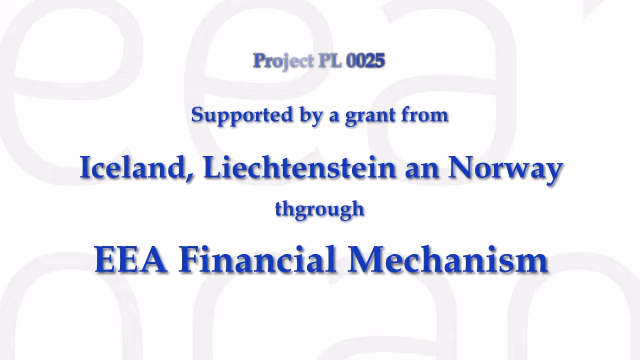 Project PL 0025
Supported by a grant from
Iceland, Liechtenstein an Norway
thgrough
EEA Financial Mechanism